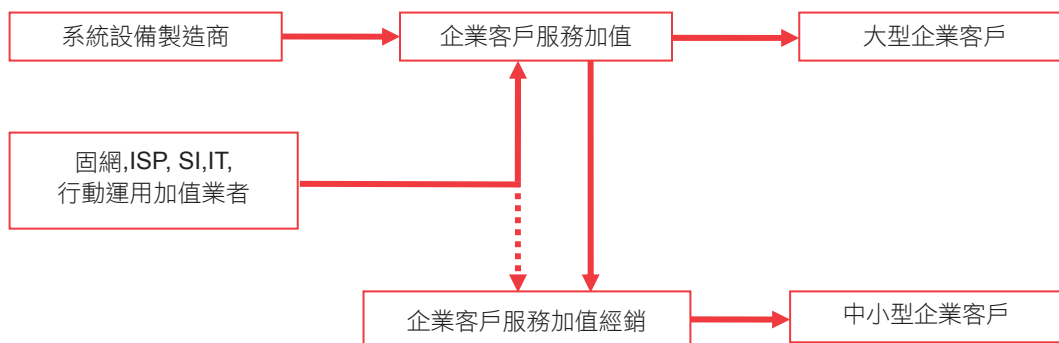 系統設備製造商
企業客戶服務加值
大型企業客戶
固網,ISP, SI,IT,
行動運用加值業者
企業客戶服務加值經銷
中小型企業客戶